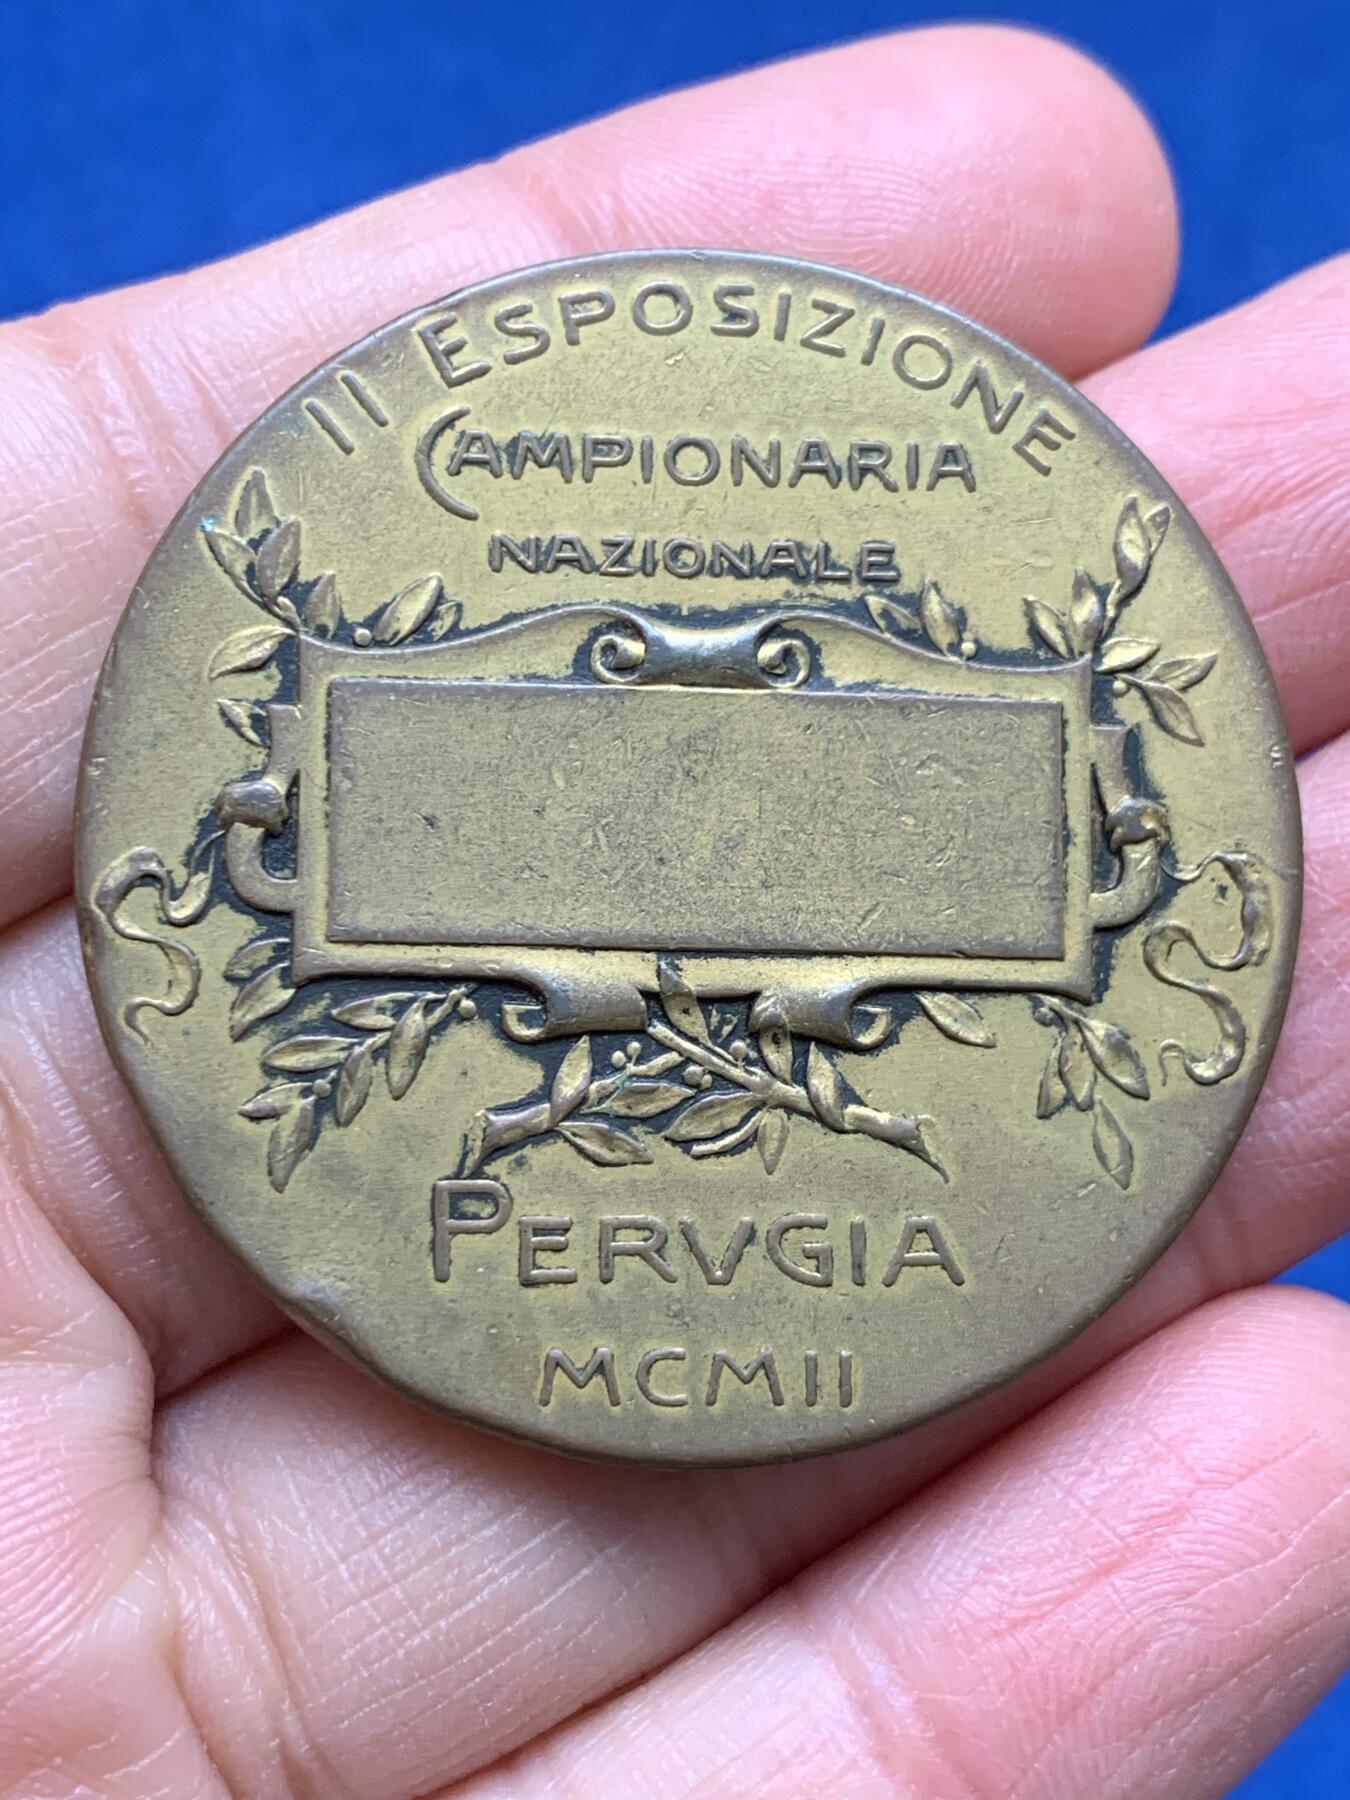 II ESPOSIZIONE
CAMPIONARIA
NAZIONALE
PERVGIA
MCMII